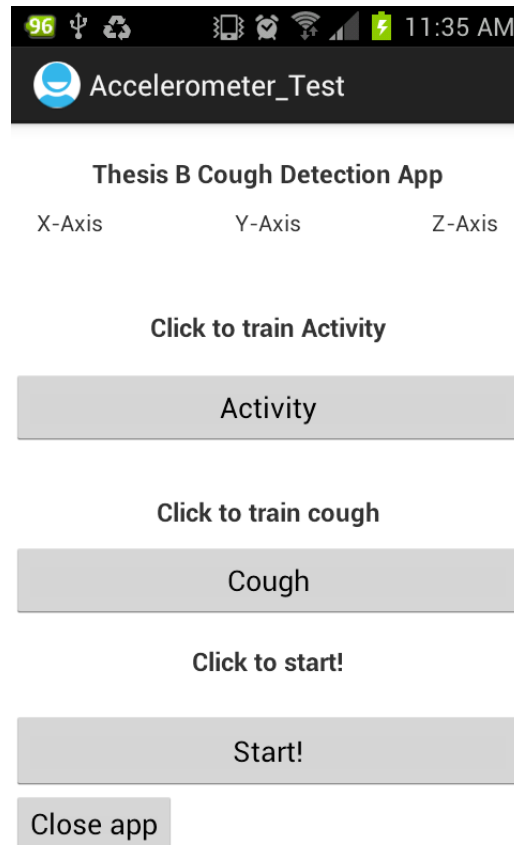 96 11:35 AM
Accelerometer_Test
Thesis B Cough Detection App
X-Axis Y-Axis Z-Axis
Click to train Activity
Activity
Click to train cough
Cough
Click to start!
Start!
Close app